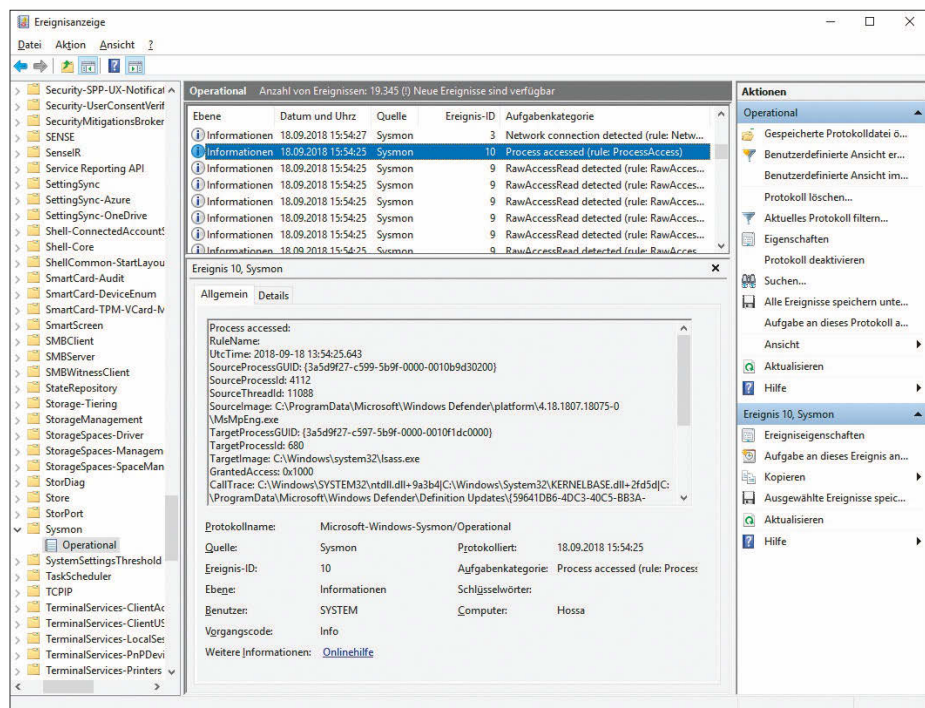 Ereignisanzeige
Datei Aktion Ansicht ?
Security-SPP-UX-Notificat
Security-UserConsentVerif
SecurityMitigationsBroker
SENSE
SenseIR
Service Reporting API
SettingSync
SettingSync-Azure
SettingSync-OneDrive
Shell-ConnectedAccountS
Shell-Core
ShellCommon-StartLayou
SmartCard-Audit
SmartCard-DeviceEnum
SmartCard-TPM-VCard-M
SmartScreen
SMBClient
SMBServer
SMBWitnessClient
StateRepository
Storage-Tiering
StorageManagement
StorageSpaces-Driver
StorageSpaces-Managem
StorageSpaces-SpaceMan
StorDiag
Store
StorPort
Sysmon
Operational
SystemSettingsThreshold
TaskScheduler
TCPIP
TerminalServices-ClientAc
TerminalServices-ClientUS
TerminalServices-LocalSes
TerminalServices-PnPDevi
TerminalServices-Printers
Operational Anzahl von Ereignissen: 19.345 (!) Neue Ereignisse sind verfügbar
Ebene Datum und Uhrz Quelle Ereignis-ID Aufgabenkategorie
Informationen 18.09.2018 15:54:27 Sysmon 3 Network connection detected (rule: Netw...
Informationen 18.09.2018 15:54:25 Sysmon 10 Process accessed (rule: ProcessAccess)
Informationen 18.09.2018 15:54:25 Sysmon 9 RawAccessRead detected (rule: RawAcces...
Informationen 18.09.2018 15:54:25 Sysmon 9 RawAccessRead detected (rule: RawAcces...
Informationen 18.09.2018 15:54:25 Sysmon 9 RawAccessRead detected (rule: RawAcces...
Informationen 18.09.2018 15:54:25 Sysmon 9 RawAccessRead detected (rule: RawAcces...
Informationen 18.09.2018 15:54:25 Sysmon 9 RawAccessRead detected (rule: RawAcces...
Informationen 18.09.2018 15:54:25 Sysmon 9 RawAccessRead detected (rule: RawAcces...
Ereignis 10, Sysmon
Allgemein Details
Process accessed:
RuleName:
UtcTime: 2018-09-18 13:54:25.643
SourceProcessGUID: {3a5d9f27-c599-5b9f-0000-0010b9d30200}
SourceProcessId: 4112
SourceThreadId: 11088
SourceImage: C:\ProgramData\Microsoft\Windows Defender\platform\4.18.1807.18075-0
\MsMpEng.exe
TargetProcessGUID: {3a5d9f27-c597-5b9f-0000-0010f1dc0000}
TargetProcessId: 680
TargetImage: C:\Windows\system32\lsass.exe
GrantedAccess: 0x1000
CallTrace: C:\Windows\SYSTEM32\ntdll.dll+9a3b4|C:\Windows\System32\KERNELBASE.dll+2fd5d|C:
\ProgramData\Microsoft\Windows Defender\Definition Updates\{59641DB6-4DC3-40C5-BB3A-
Protokollname: Microsoft-Windows-Sysmon/Operational
Quelle: Sysmon Protokolliert: 18.09.2018 15:54:25
Ereignis-ID: 10 Aufgabenkategorie: Process accessed (rule: Proces
Ebene: Informationen Schlüsselwörter:
Benutzer: SYSTEM Computer: Hossa
Vorgangscode: Info
Weitere Informationen: Onlinehilfe
Aktionen
Operational
Gespeicherte Protokolldatei ö...
Benutzerdefinierte Ansicht er...
Benutzerdefinierte Ansicht im...
Protokoll löschen...
Aktuelles Protokoll filtern...
Eigenschaften
Protokoll deaktivieren
Suchen...
Alle Ereignisse speichern unte...
Aufgabe an dieses Protokoll a...
Ansicht
Aktualisieren
Hilfe
Ereignis 10, Sysmon
Ereigniseigenschaften
Aufgabe an dieses Ereignis an...
Kopieren
Ausgewählte Ereignisse speic...
Aktualisieren
Hilfe